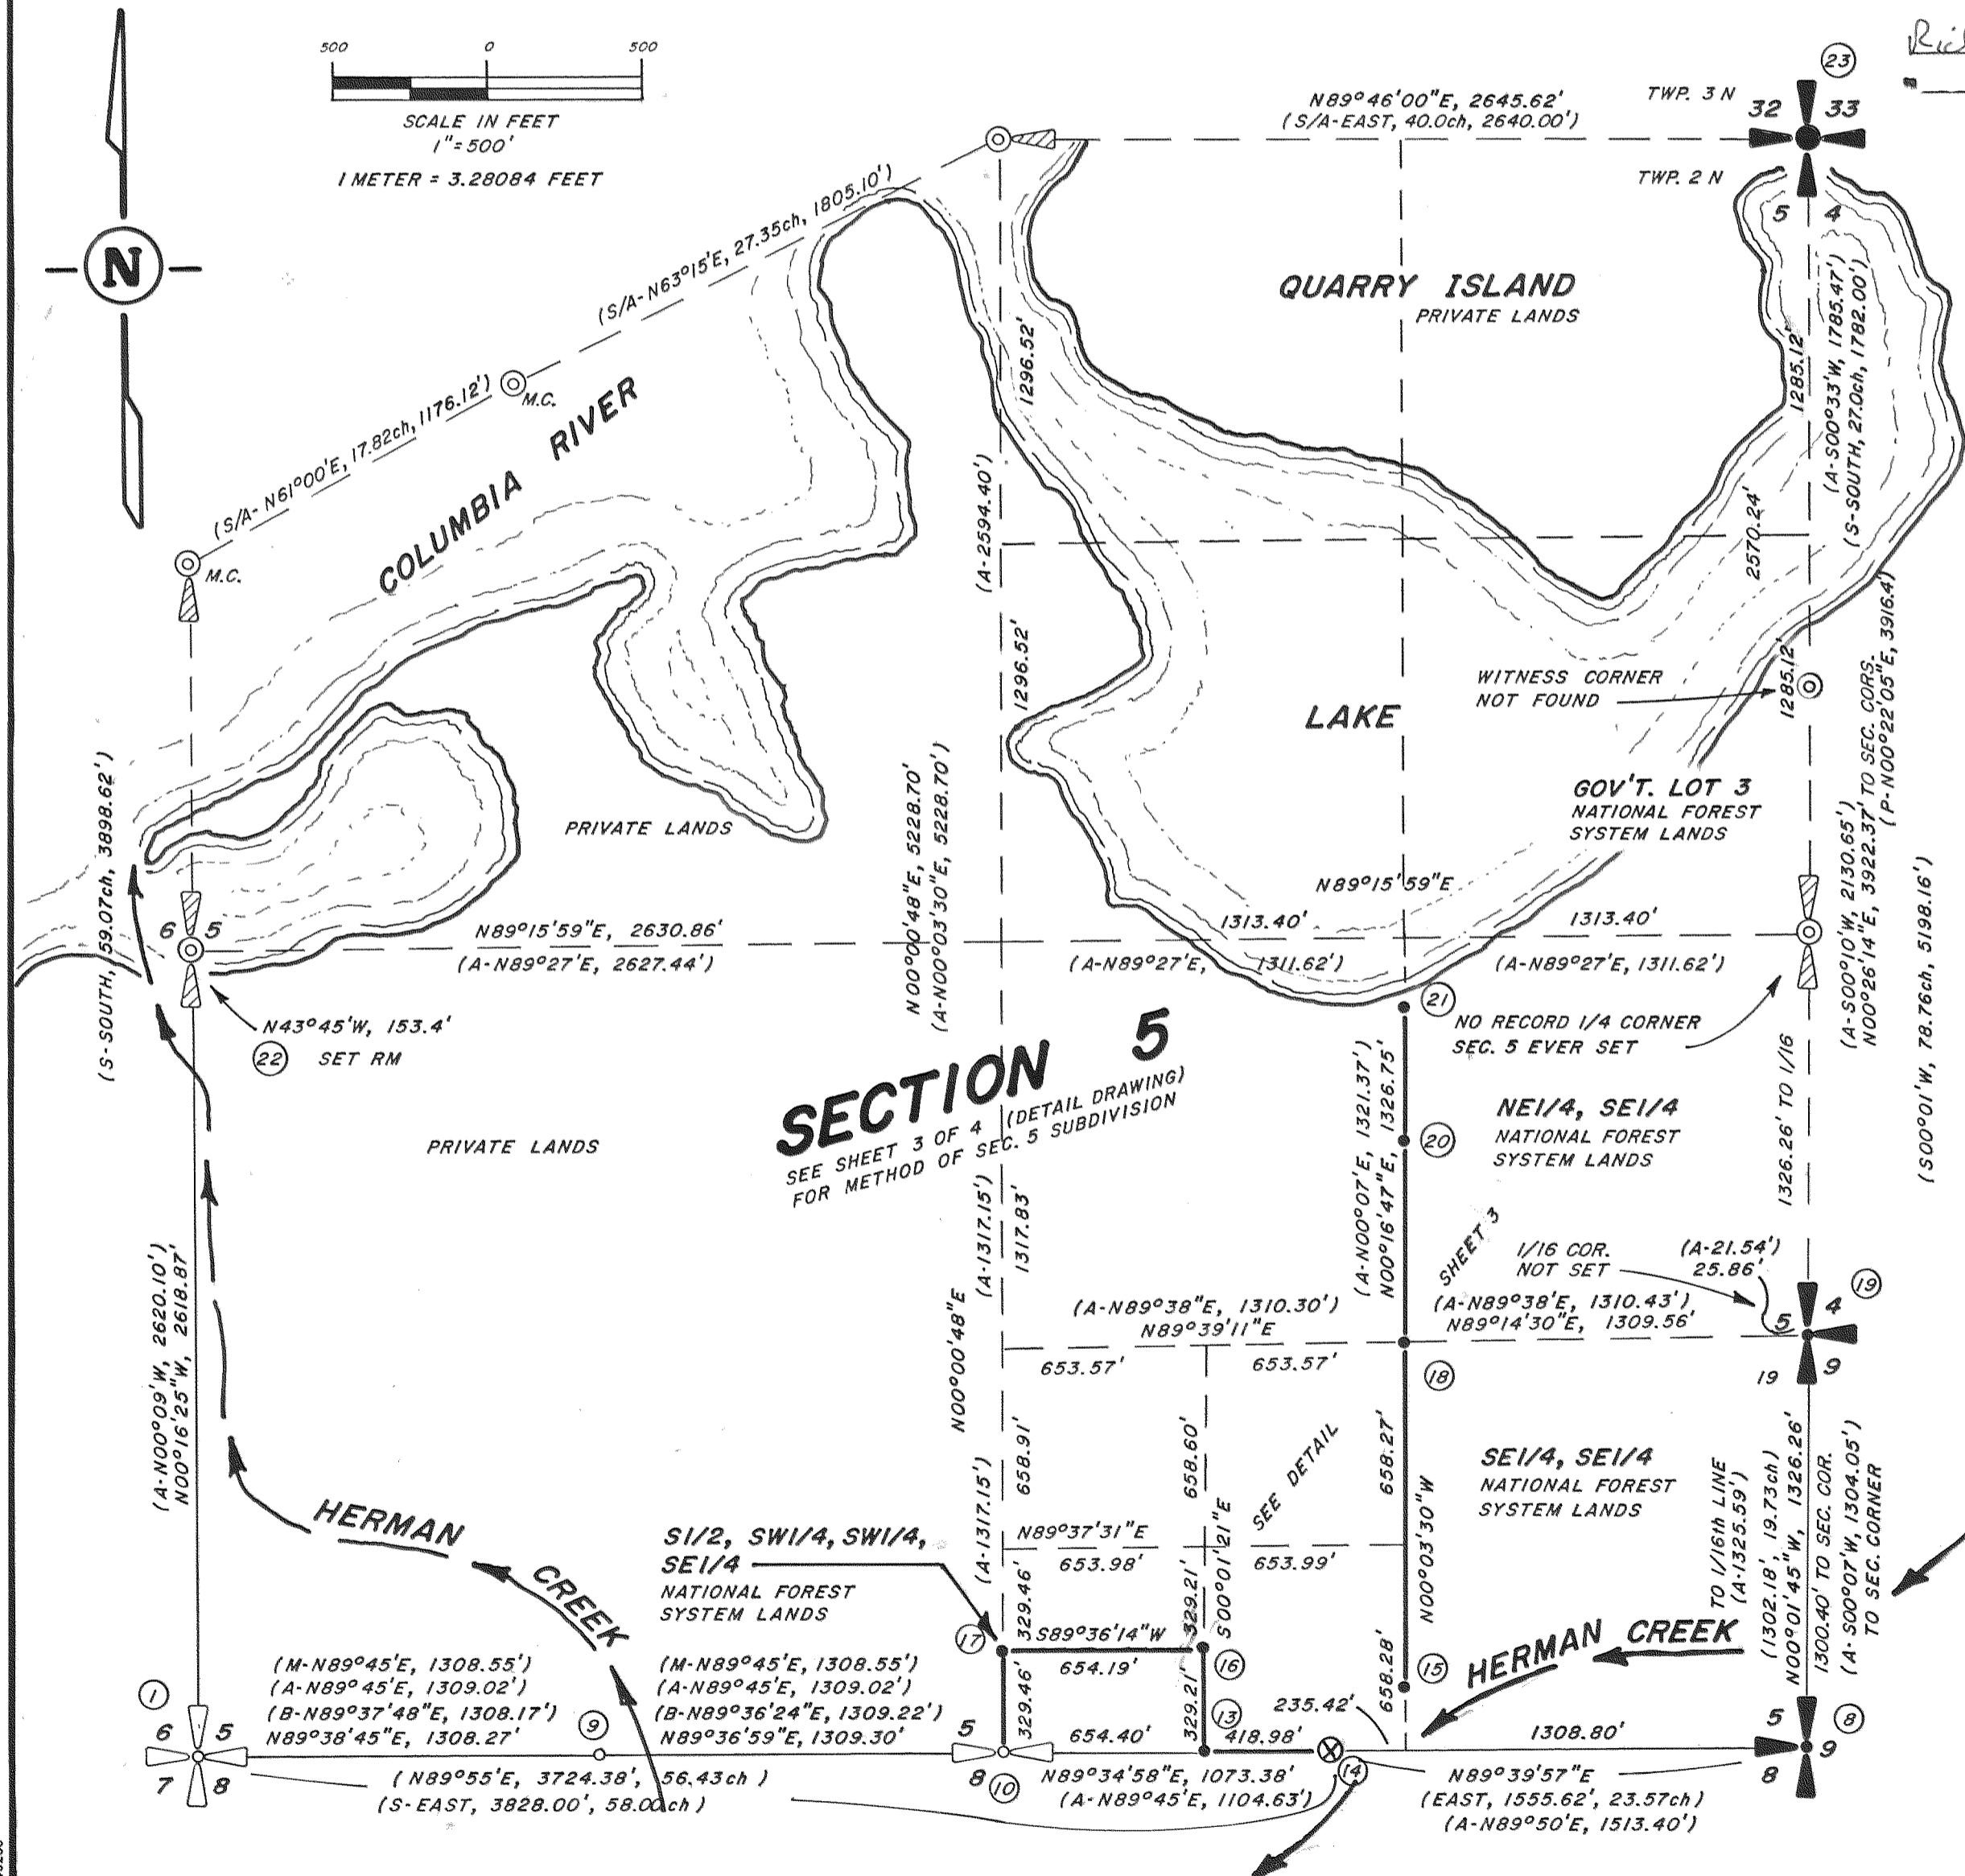 500 0 500
SCALE IN FEET
1"=500'
1 METER = 3.28084 FEET
N
23
TWP. 3 N
32 33
TWP. 2 N
5 4
N89°46'00"E, 2645.62'
(S/A-EAST, 40.0ch, 2640.00')
(S/A-N63°15'E, 27.35ch, 1805.10')
M.C.
(S/A-N61°00'E, 17.82ch, 1176.12')
M.C.
COLUMBIA RIVER
QUARRY ISLAND
PRIVATE LANDS
1296.52'
(A-2594.40')
1296.52'
1285.12'
(A-S00°33'W, 1785.47')
(S-SOUTH, 27.0ch, 1782.00')
2570.24'
1285.12'
WITNESS CORNER
NOT FOUND
LAKE
GOV'T. LOT 3
NATIONAL FOREST
SYSTEM LANDS
(A-S00°10'W, 2130.65')
N00°26'14"E, 3922.37' TO SEC. CORS.
(P-N00°22'05"E, 3916.4')
(S00°01'W, 78.76ch, 5198.16')
(S-SOUTH, 59.07ch, 3898.62')
PRIVATE LANDS
6 5
N89°15'59"E, 2630.86'
(A-N89°27'E, 2627.44')
N00°00'48"E, 5228.70'
(A-N00°03'30"E, 5228.70')
N89°15'59"E
1313.40' 1313.40'
(A-N89°27'E, 1311.62') (A-N89°27'E, 1311.62')
N43°45'W, 153.4'
22 SET RM
21
NO RECORD 1/4 CORNER
SEC. 5 EVER SET
SECTION 5
SEE SHEET 3 OF 4 (DETAIL DRAWING)
FOR METHOD OF SEC. 5 SUBDIVISION
PRIVATE LANDS
(A-N00°07'E, 1321.37')
N00°16'47"E, 1326.75'
20
NE1/4, SE1/4
NATIONAL FOREST
SYSTEM LANDS
1326.26' TO 1/16
(A-1317.15')
1317.83'
SHEET 3
1/16 COR.
NOT SET
(A-21.54')
25.86'
19
5 4
19 9
(A-N89°38"E, 1310.30')
N89°39'11"E
(A-N89°38'E, 1310.43')
N89°14'30"E, 1309.56'
653.57' 653.57'
18
(A-N00°09'W, 2620.10')
N00°16'25"W, 2618.87'
N00°00'48"E
(A-1317.15')
658.91'
658.60'
SEE DETAIL
658.27'
N00°03'30"W
SE1/4, SE1/4
NATIONAL FOREST
SYSTEM LANDS
TO 1/16th LINE
(A-1325.59')
(1302.18', 19.73ch)
N00°01'45"W, 1326.26'
1300.40' TO SEC. COR.
(A-S00°07'W, 1304.05')
TO SEC. CORNER
HERMAN CREEK
S1/2, SW1/4, SW1/4,
SE1/4
NATIONAL FOREST
SYSTEM LANDS
N89°37'31"E
653.98' 653.99'
329.46'
329.21'
S00°01'21"E
17
S89°36'14"W
654.19'
16
329.46'
329.21'
658.28'
15
HERMAN CREEK
(M-N89°45'E, 1308.55') (M-N89°45'E, 1308.55')
(A-N89°45'E, 1309.02') (A-N89°45'E, 1309.02')
(B-N89°37'48"E, 1308.17') (B-N89°36'24"E, 1309.22')
N89°38'45"E, 1308.27' N89°36'59"E, 1309.30'
1
6 5
7 8
9
5
8 10
654.40'
13
418.98'
235.42'
14
1308.80'
5 8
8 9
(N89°55'E, 3724.38', 56.43ch)
(S-EAST, 3828.00', 58.00ch)
N89°34'58"E, 1073.38'
(A-N89°45'E, 1104.63')
N89°39'57"E
(EAST, 1555.62', 23.57ch)
(A-N89°50'E, 1513.40')